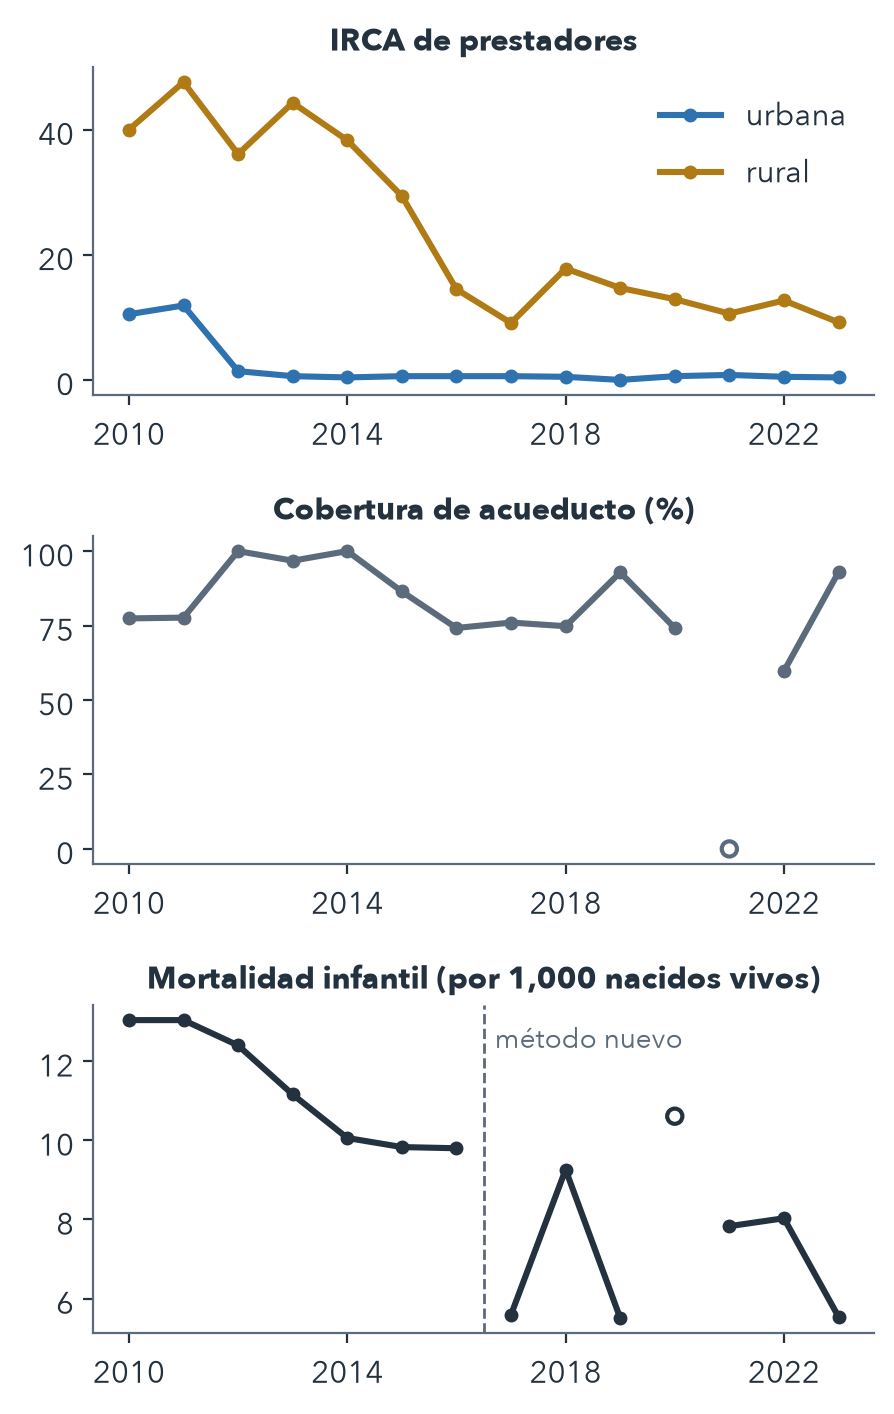 IRCA de prestadores
urbana
rural
40
20
0
2010 2014 2018 2022
Cobertura de acueducto (%)
100
75
50
25
0
2010 2014 2018 2022
Mortalidad infantil (por 1,000 nacidos vivos)
método nuevo
12
10
8
6
2010 2014 2018 2022